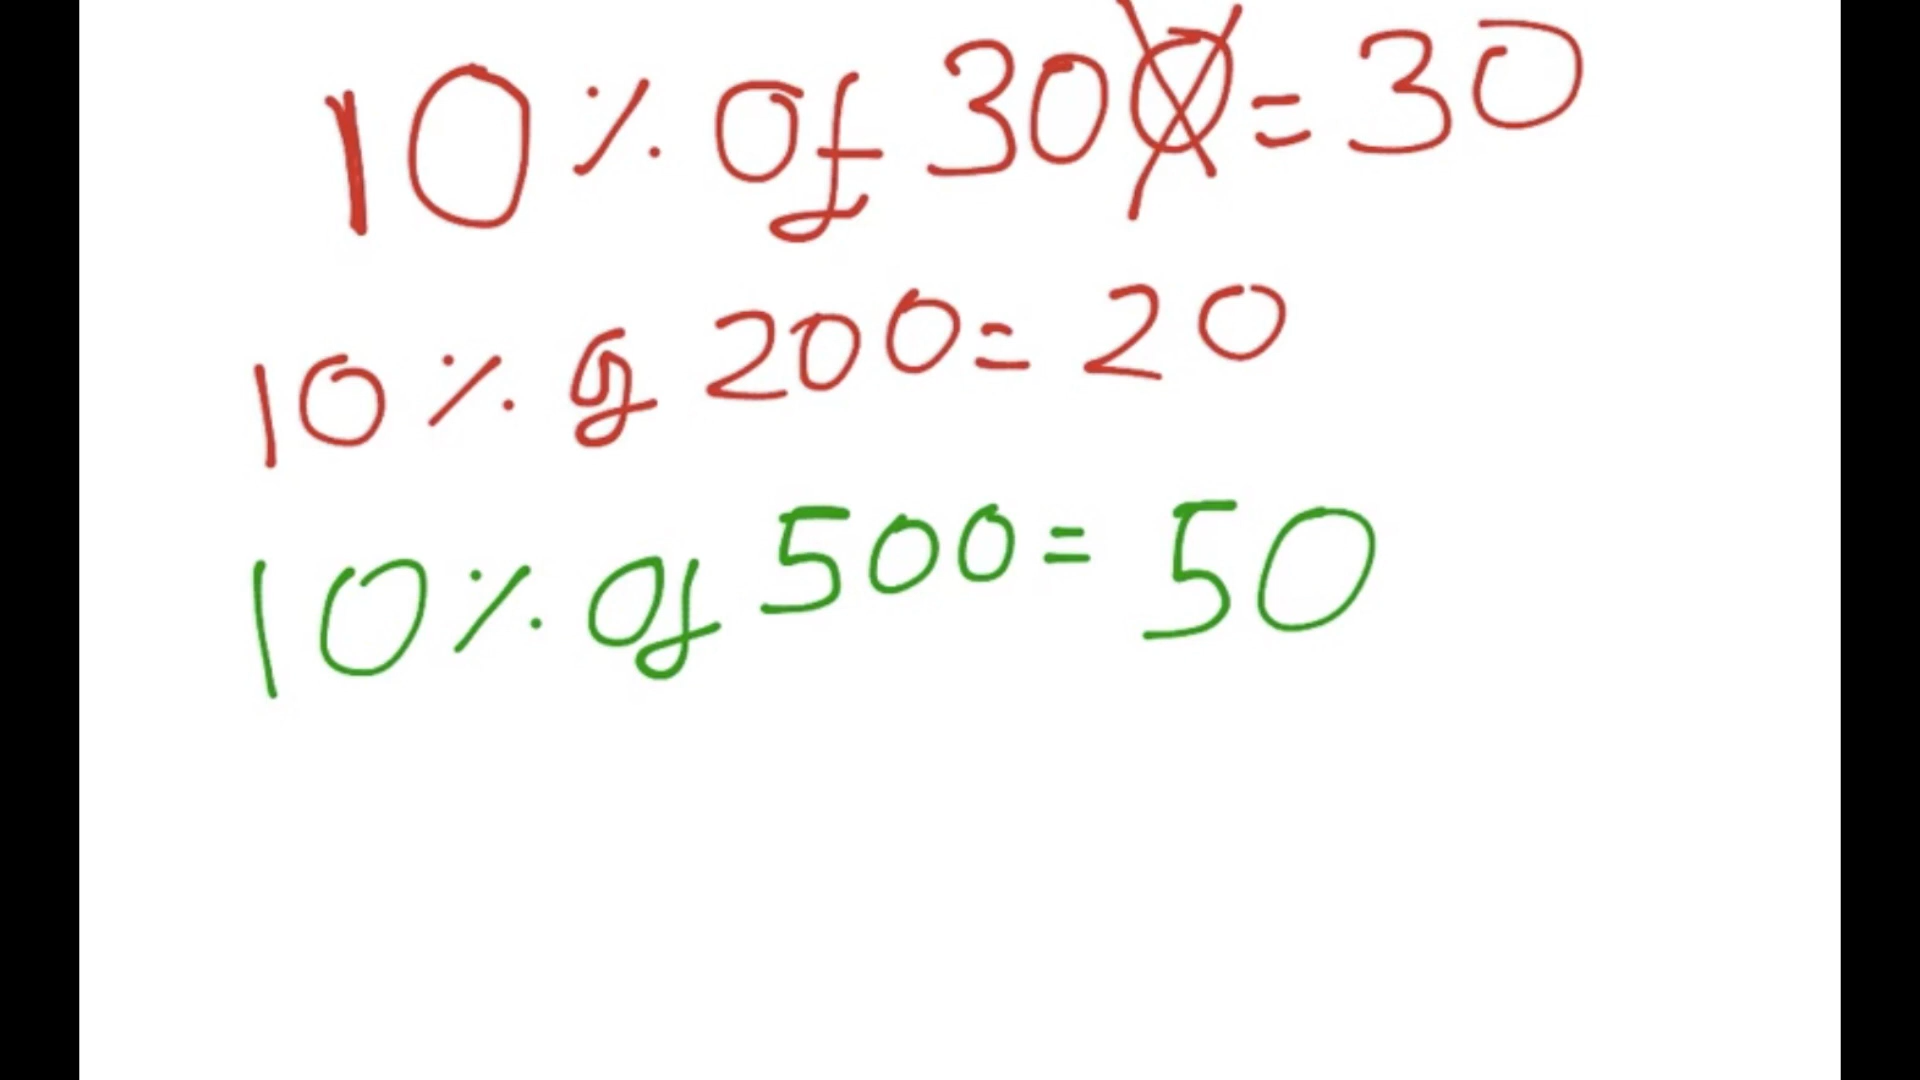 10% of 300 = 30
10% of 200 = 20
10% of 500 = 50